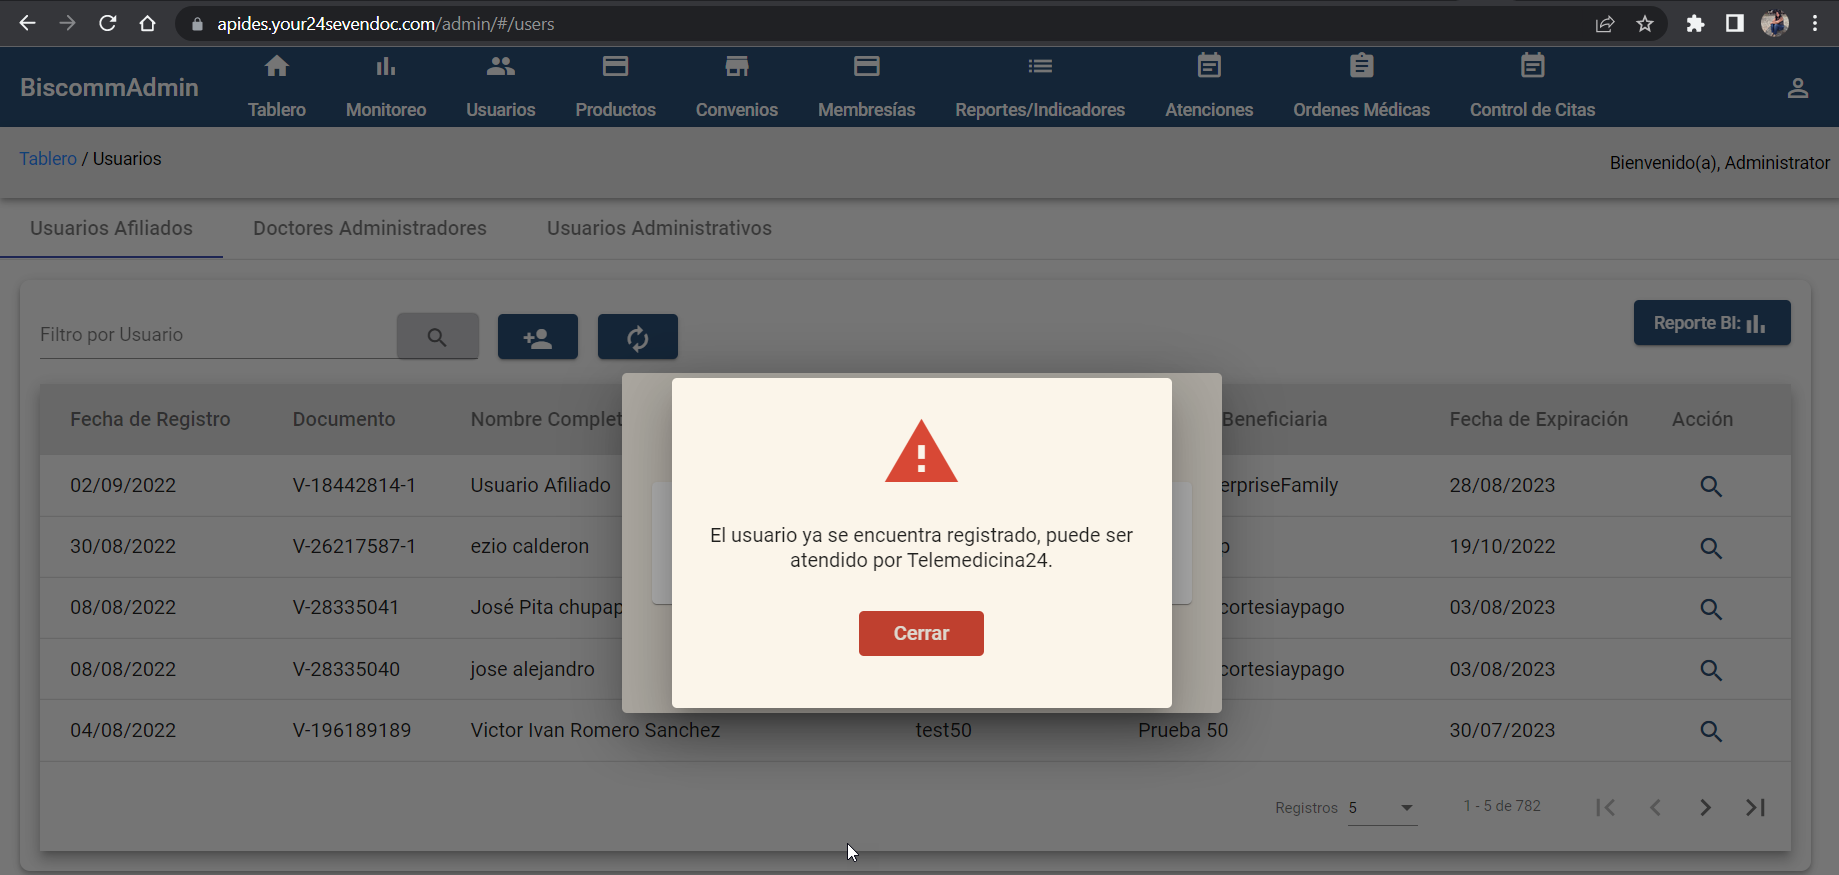 apides.your24sevendoc.com/admin/#/users
BiscommAdmin
Tablero
Monitoreo
Usuarios
Productos
Convenios
Membresías
Reportes/Indicadores
Atenciones
Ordenes Médicas
Control de Citas
Tablero / Usuarios
Bienvenido(a), Administrator
Usuarios Afiliados
Doctores Administradores
Usuarios Administrativos
Filtro por Usuario
Reporte BI:
Fecha de Registro Documento Nombre Complet Beneficiaria Fecha de Expiración Acción
02/09/2022 V-18442814-1 Usuario Afiliado erpriseFamily 28/08/2023
30/08/2022 V-26217587-1 ezio calderon 19/10/2022
08/08/2022 V-28335041 José Pita chupap cortesiaypago 03/08/2023
08/08/2022 V-28335040 jose alejandro cortesiaypago 03/08/2023
04/08/2022 V-196189189 Victor Ivan Romero Sanchez test50 Prueba 50 30/07/2023
El usuario ya se encuentra registrado, puede ser
atendido por Telemedicina24.
Cerrar
Registros 5 1 - 5 de 782